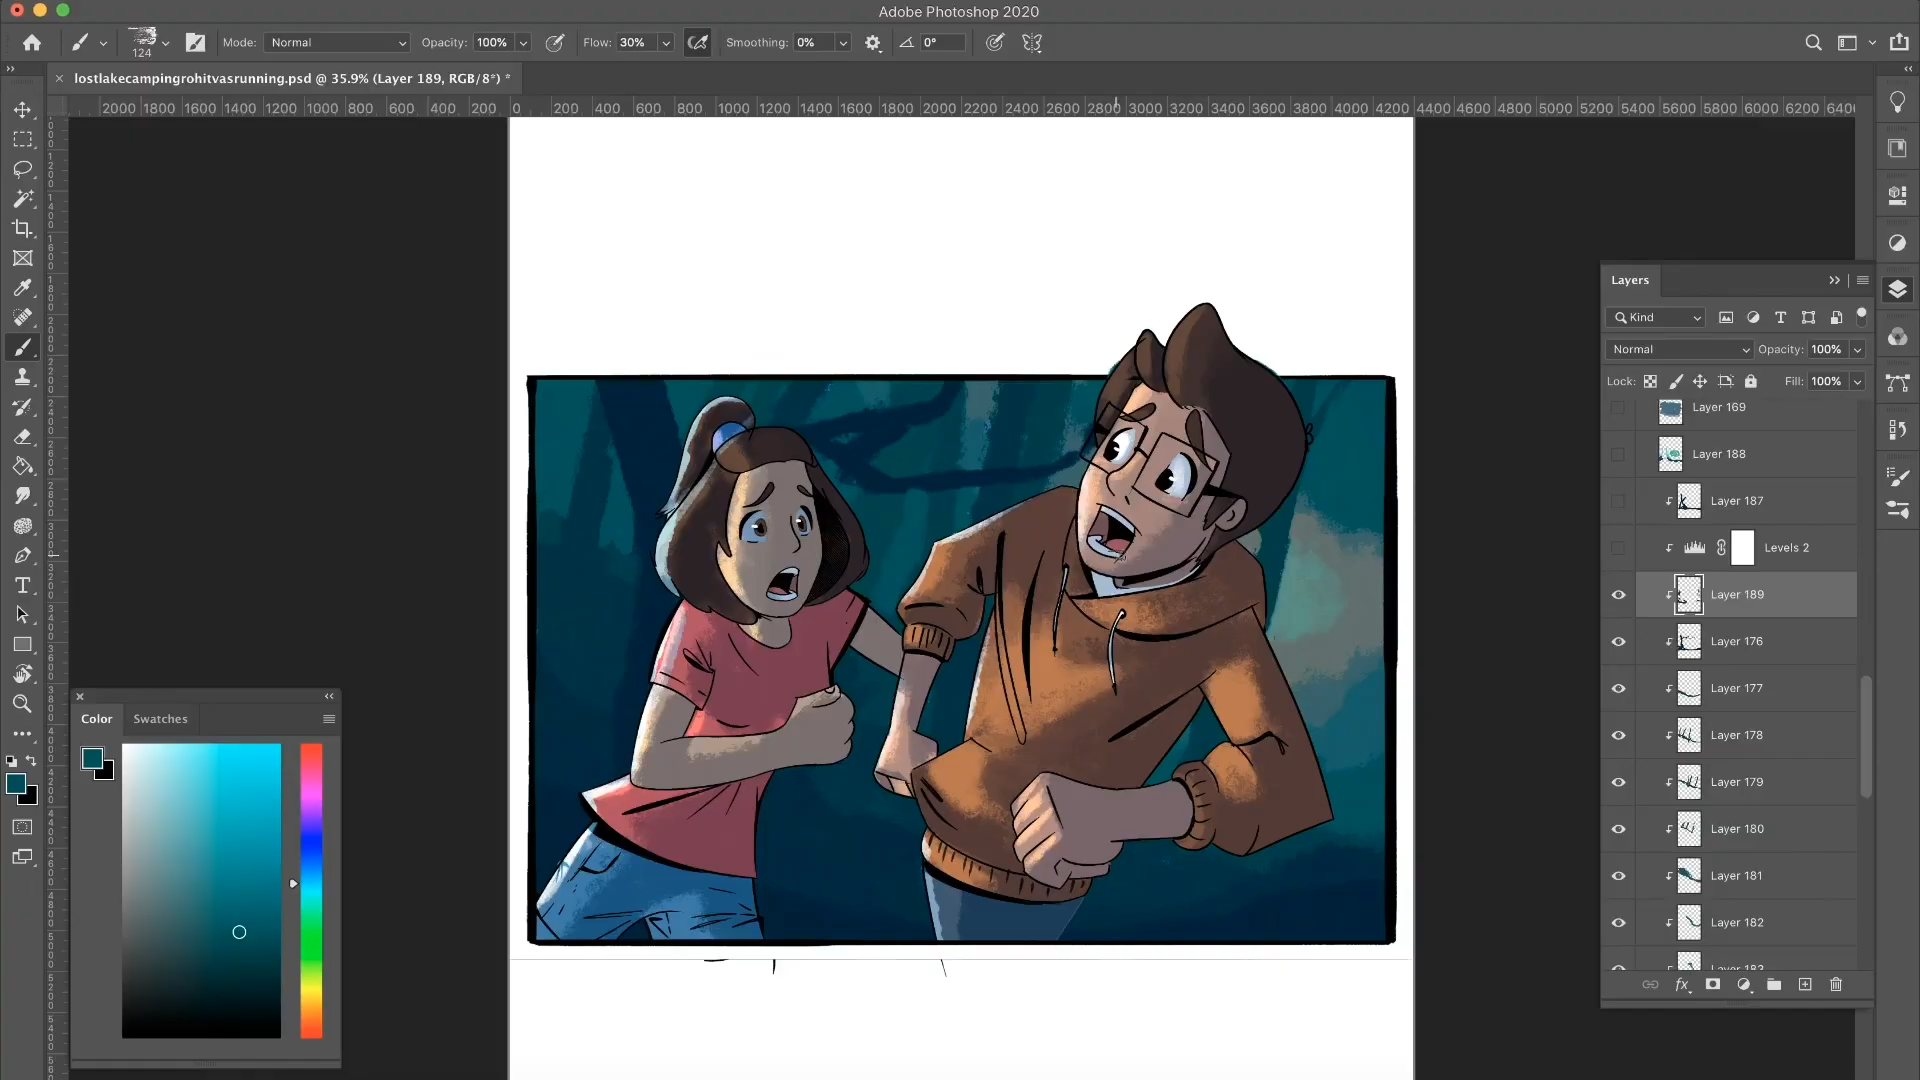 Adobe Photoshop 2020
124
Mode: Normal
Opacity: 100%
Flow: 30%
Smoothing: 0%
0°
× lostlakecampingrohitvasrunning.psd @ 35.9% (Layer 189, RGB/8*) *
2000 1800 1600 1400 1200 1000 800 600 400 200 0 200 400 600 800 1000 1200 1400 1600 1800 2000 2200 2400 2600 2800 3000 3200 3400 3600 3800 4000 4200 4400 4600 4800 5000 5200 5400 5600 5800 6000 6200 6400
Layers
Kind
Normal
Opacity: 100%
Lock:
Fill: 100%
Layer 169
Layer 188
Layer 187
Levels 2
Layer 189
Layer 176
Layer 177
Layer 178
Layer 179
Layer 180
Layer 181
Layer 182
Layer 183
fx
Color
Swatches